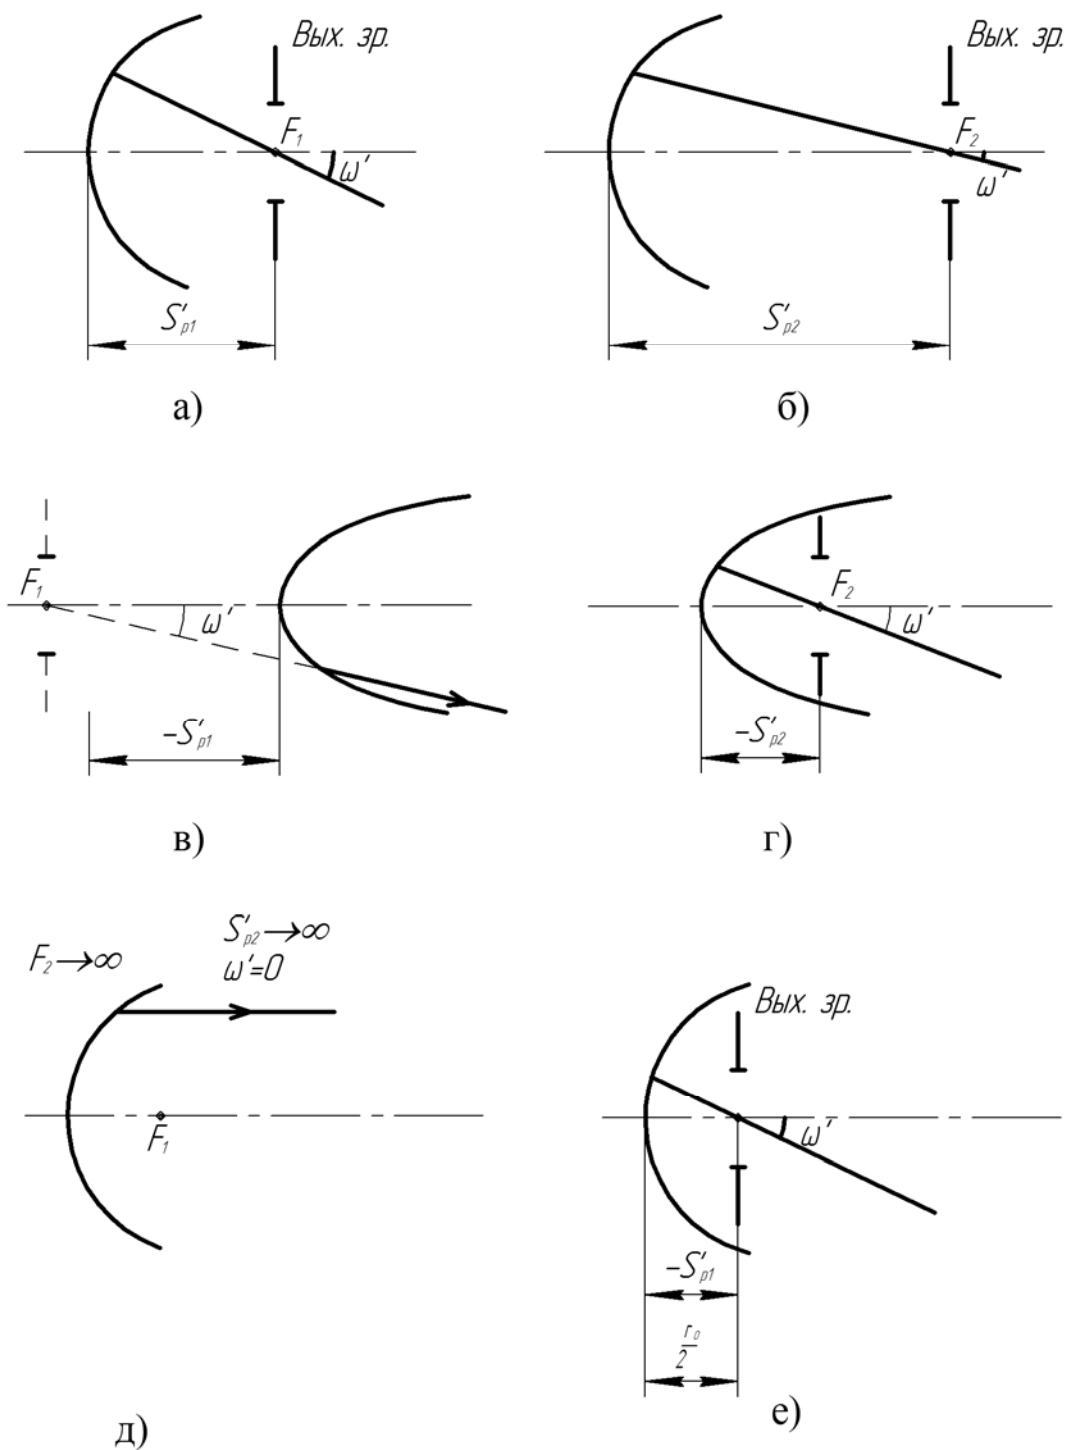 Вых. зр.
F₁
ω'
S'ₚ₁
а)
Вых. зр.
F₂
ω'
S'ₚ₂
б)
F₁
ω'
-S'ₚ₁
в)
F₂
ω'
-S'ₚ₂
г)
F₂→∞
S'ₚ₂→∞
ω'=0
F₁
д)
Вых. зр.
ω'
-S'ₚ₁
r₀/2
е)